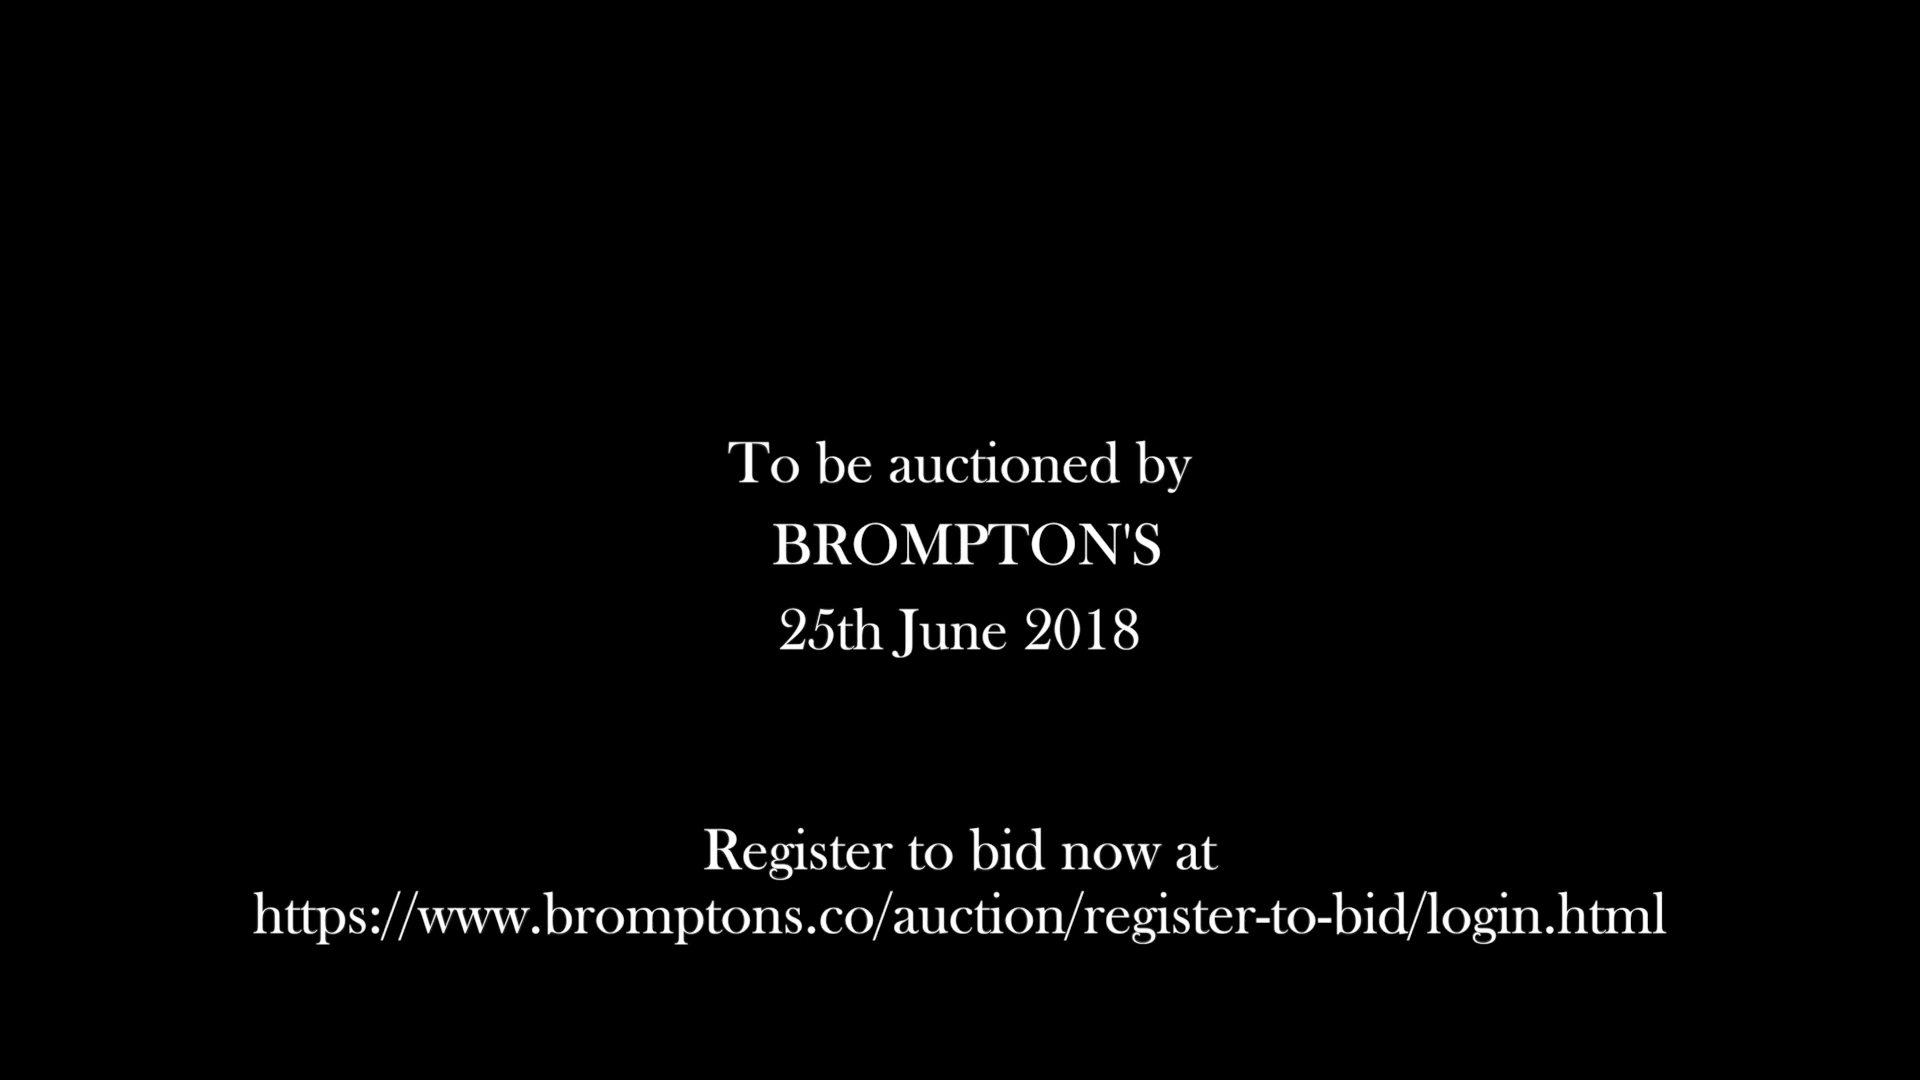 To be auctioned by
BROMPTON'S
25th June 2018
Register to bid now at
https://www.bromptons.co/auction/register-to-bid/login.html